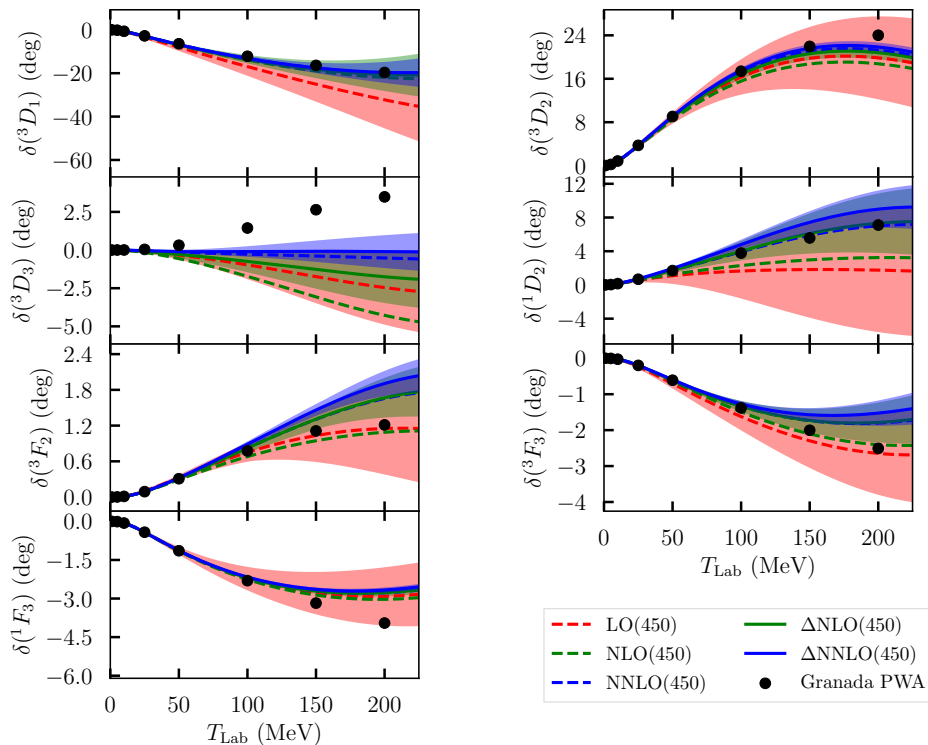 0
−20
−40
−60
δ(³D₁) (deg)
2.5
0.0
−2.5
−5.0
δ(³D₃) (deg)
2.4
1.8
1.2
0.6
0.0
δ(³F₂) (deg)
0.0
−1.5
−3.0
−4.5
−6.0
δ(¹F₃) (deg)
0 50 100 150 200
T_Lab (MeV)
24
16
8
0
δ(³D₂) (deg)
12
8
4
0
−4
δ(¹D₂) (deg)
0
−1
−2
−3
−4
δ(³F₃) (deg)
0 50 100 150 200
T_Lab (MeV)
LO(450)
NLO(450)
NNLO(450)
ΔNLO(450)
ΔNNLO(450)
Granada PWA